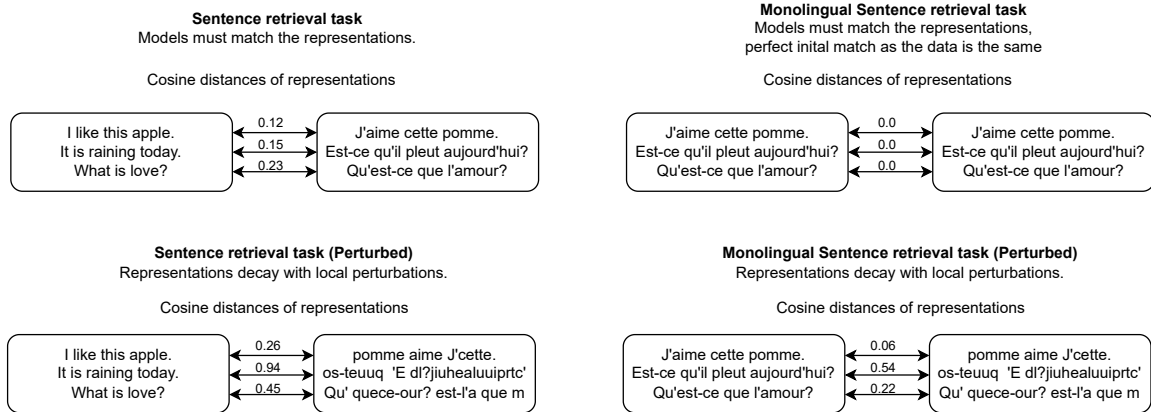 Sentence retrieval task
Models must match the representations.
Cosine distances of representations
I like this apple.
It is raining today.
What is love?
0.12
0.15
0.23
J'aime cette pomme.
Est-ce qu'il pleut aujourd'hui?
Qu'est-ce que l'amour?
Monolingual Sentence retrieval task
Models must match the representations,
perfect inital match as the data is the same
Cosine distances of representations
J'aime cette pomme.
Est-ce qu'il pleut aujourd'hui?
Qu'est-ce que l'amour?
0.0
0.0
0.0
J'aime cette pomme.
Est-ce qu'il pleut aujourd'hui?
Qu'est-ce que l'amour?
Sentence retrieval task (Perturbed)
Representations decay with local perturbations.
Cosine distances of representations
I like this apple.
It is raining today.
What is love?
0.26
0.94
0.45
pomme aime J'cette.
os-teuuq 'E dl?jiuhealuuiprtc'
Qu' quece-our? est-l'a que m
Monolingual Sentence retrieval task (Perturbed)
Representations decay with local perturbations.
Cosine distances of representations
J'aime cette pomme.
Est-ce qu'il pleut aujourd'hui?
Qu'est-ce que l'amour?
0.06
0.54
0.22
pomme aime J'cette.
os-teuuq 'E dl?jiuhealuuiprtc'
Qu' quece-our? est-l'a que m